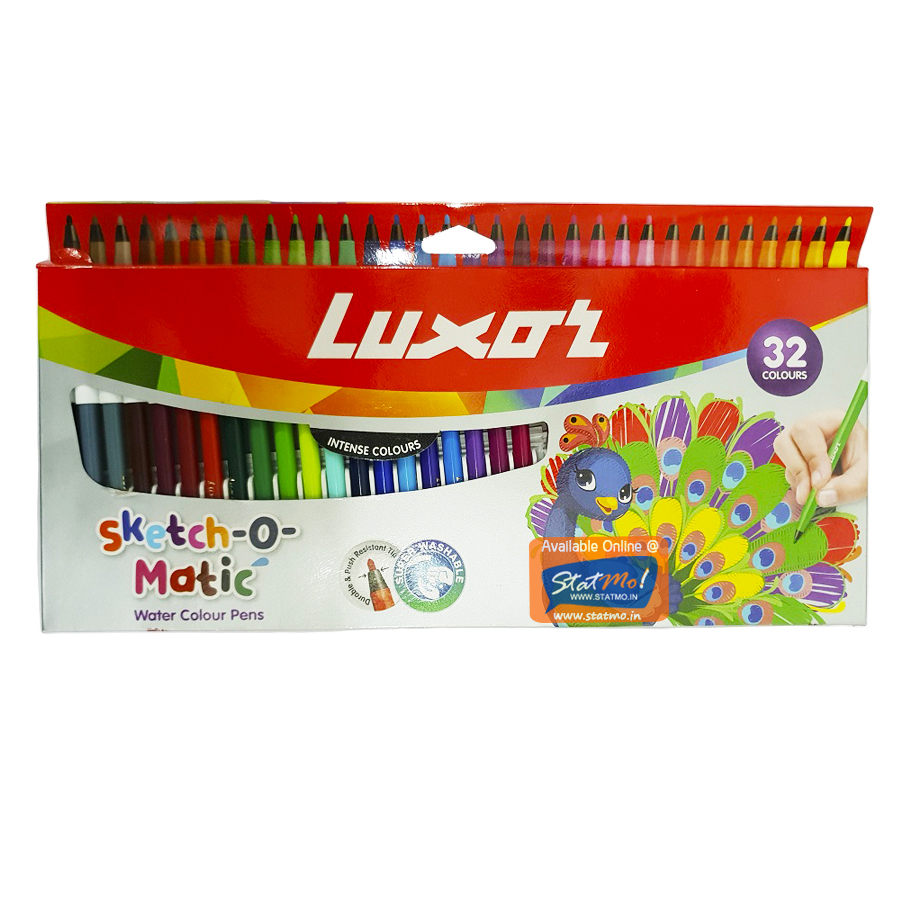 Luxor
32
COLOURS
INTENSE COLOURS
Sketch-O-
Matic
Water Colour Pens
Durable & Push Resistant Tip
WASHABLE
Available Online @
StatMo!
WWW.STATMO.IN
www.statmo.in